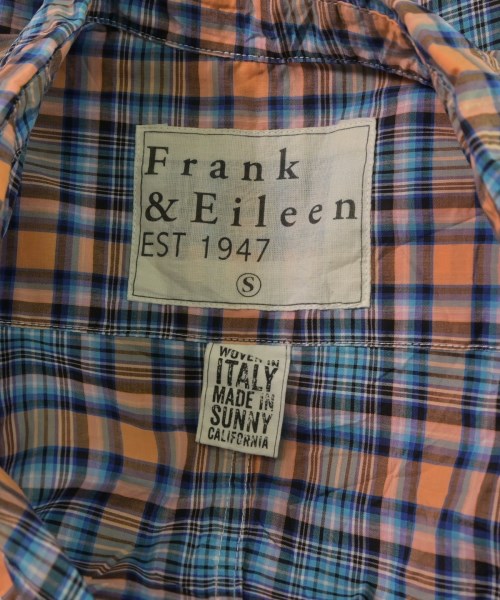 Frank
& Eileen
EST 1947
S
WOVEN IN
ITALY
MADE IN
SUNNY
CALIFORNIA